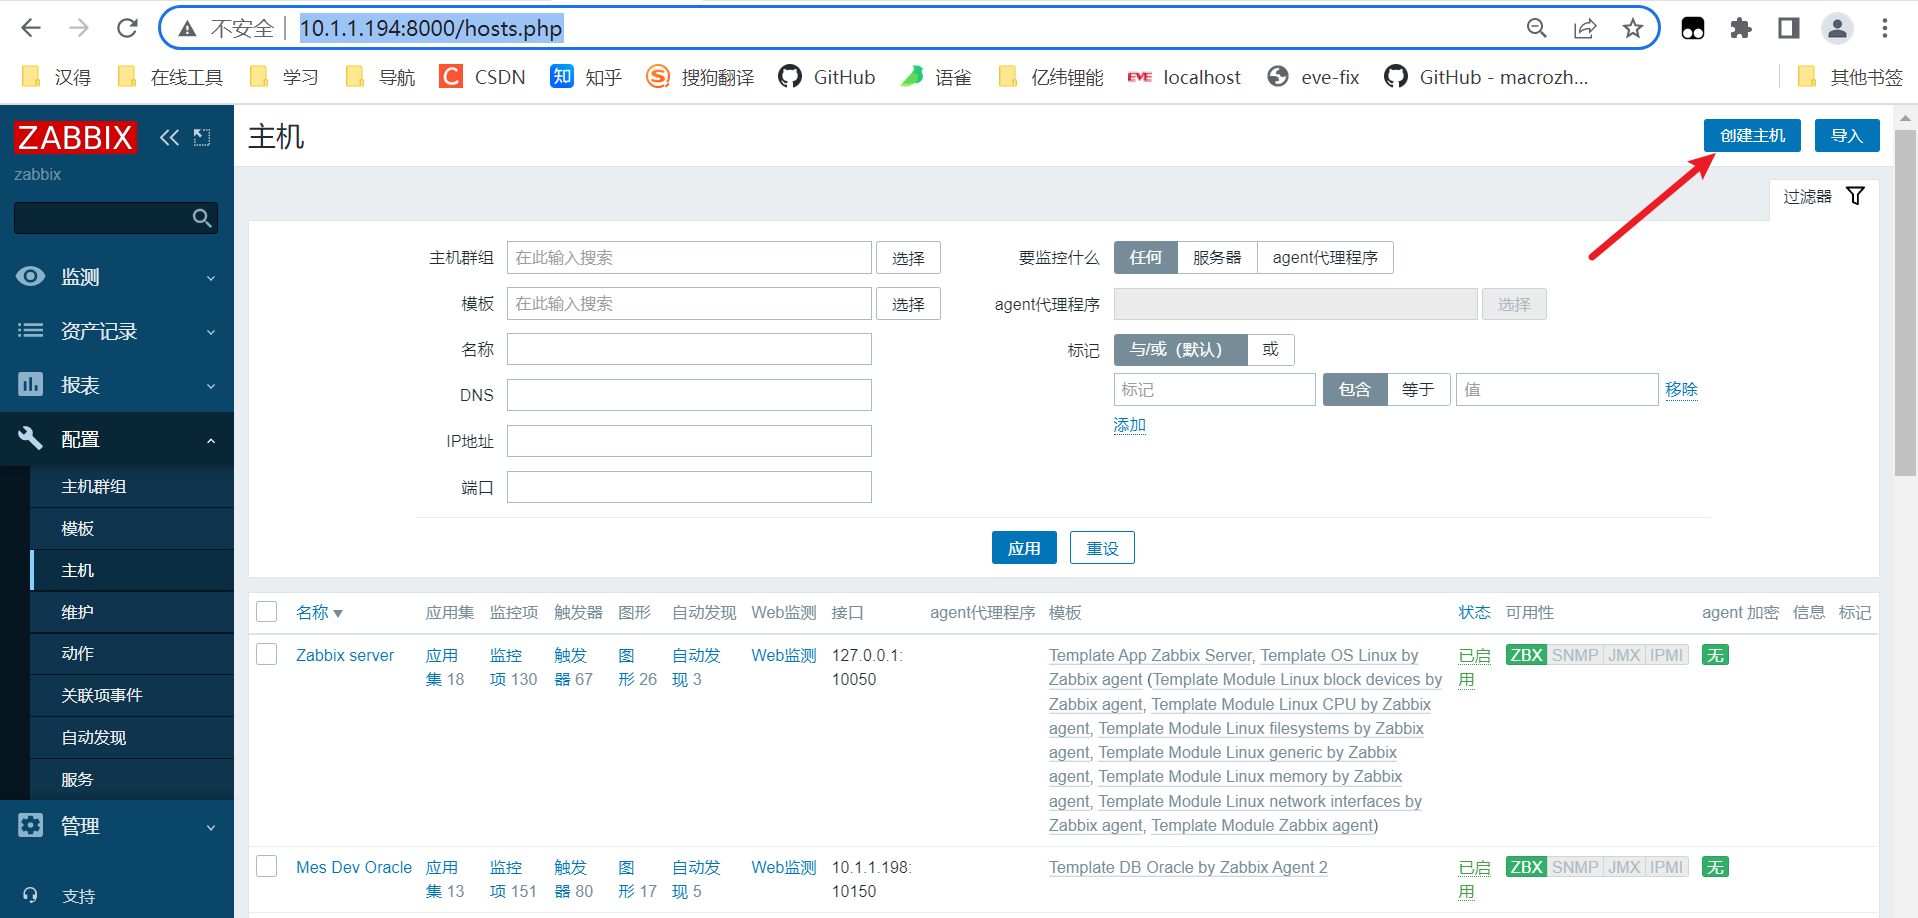 不安全 10.1.1.194:8000/hosts.php
汉得 在线工具 学习 导航 C CSDN 知 知乎 S 搜狗翻译 GitHub 语雀 亿纬锂能 EVE localhost eve-fix GitHub - macrozh... 其他书签
ZABBIX
zabbix
监测
资产记录
报表
配置
主机群组
模板
主机
维护
动作
关联项事件
自动发现
服务
管理
支持
主机 创建主机 导入
过滤器
主机群组 在此输入搜索 选择
模板 在此输入搜索 选择
名称
DNS
IP地址
端口
要监控什么 任何 服务器 agent代理程序
agent代理程序 选择
标记 与/或（默认） 或
标记 包含 等于 值 移除
添加
应用 重设
名称 应用集 监控项 触发器 图形 自动发现 Web监测 接口 agent代理程序 模板 状态 可用性 agent 加密 信息 标记
Zabbix server 应用 监控 触发 图 自动发 Web监测 127.0.0.1: Template App Zabbix Server, Template OS Linux by 已启 ZBX SNMP JMX IPMI 无
集 18 项 130 器 67 形 26 现 3 10050 Zabbix agent (Template Module Linux block devices by 用
Zabbix agent, Template Module Linux CPU by Zabbix
agent, Template Module Linux filesystems by Zabbix
agent, Template Module Linux generic by Zabbix
agent, Template Module Linux memory by Zabbix
agent, Template Module Linux network interfaces by
Zabbix agent, Template Module Zabbix agent)
Mes Dev Oracle 应用 监控 触发 图 自动发 Web监测 10.1.1.198: Template DB Oracle by Zabbix Agent 2 已启 ZBX SNMP JMX IPMI 无
集 13 项 151 器 80 形 17 现 5 10150 用